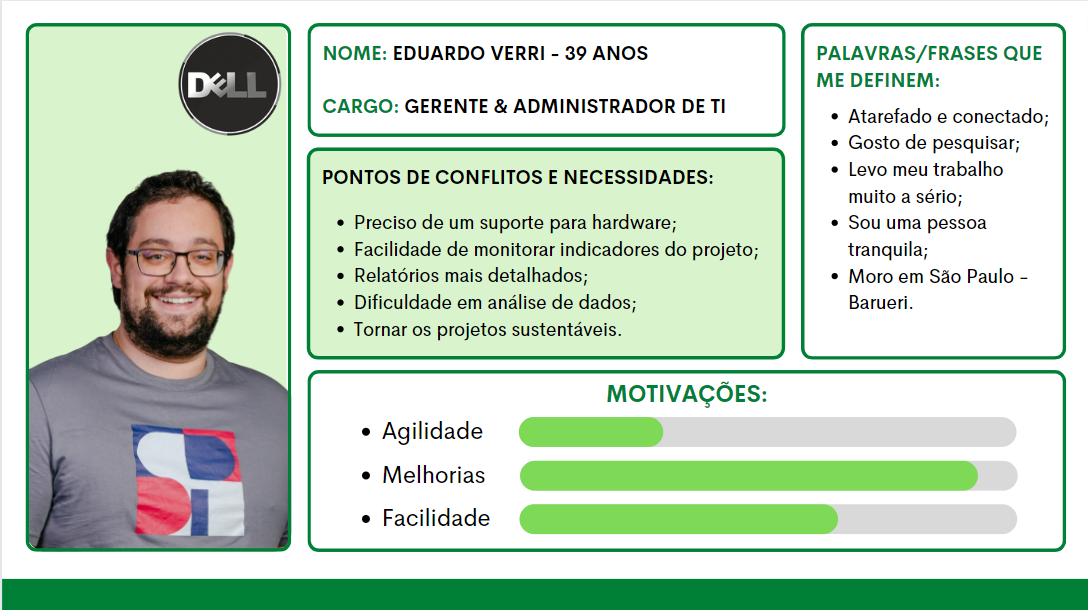 DELL
NOME: EDUARDO VERRI - 39 ANOS
CARGO: GERENTE & ADMINISTRADOR DE TI
PONTOS DE CONFLITOS E NECESSIDADES:
• Preciso de um suporte para hardware;
• Facilidade de monitorar indicadores do projeto;
• Relatórios mais detalhados;
• Dificuldade em análise de dados;
• Tornar os projetos sustentáveis.
PALAVRAS/FRASES QUE
ME DEFINEM:
• Atarefado e conectado;
• Gosto de pesquisar;
• Levo meu trabalho
muito a sério;
• Sou uma pessoa
tranquila;
• Moro em São Paulo -
Barueri.
MOTIVAÇÕES:
• Agilidade
• Melhorias
• Facilidade